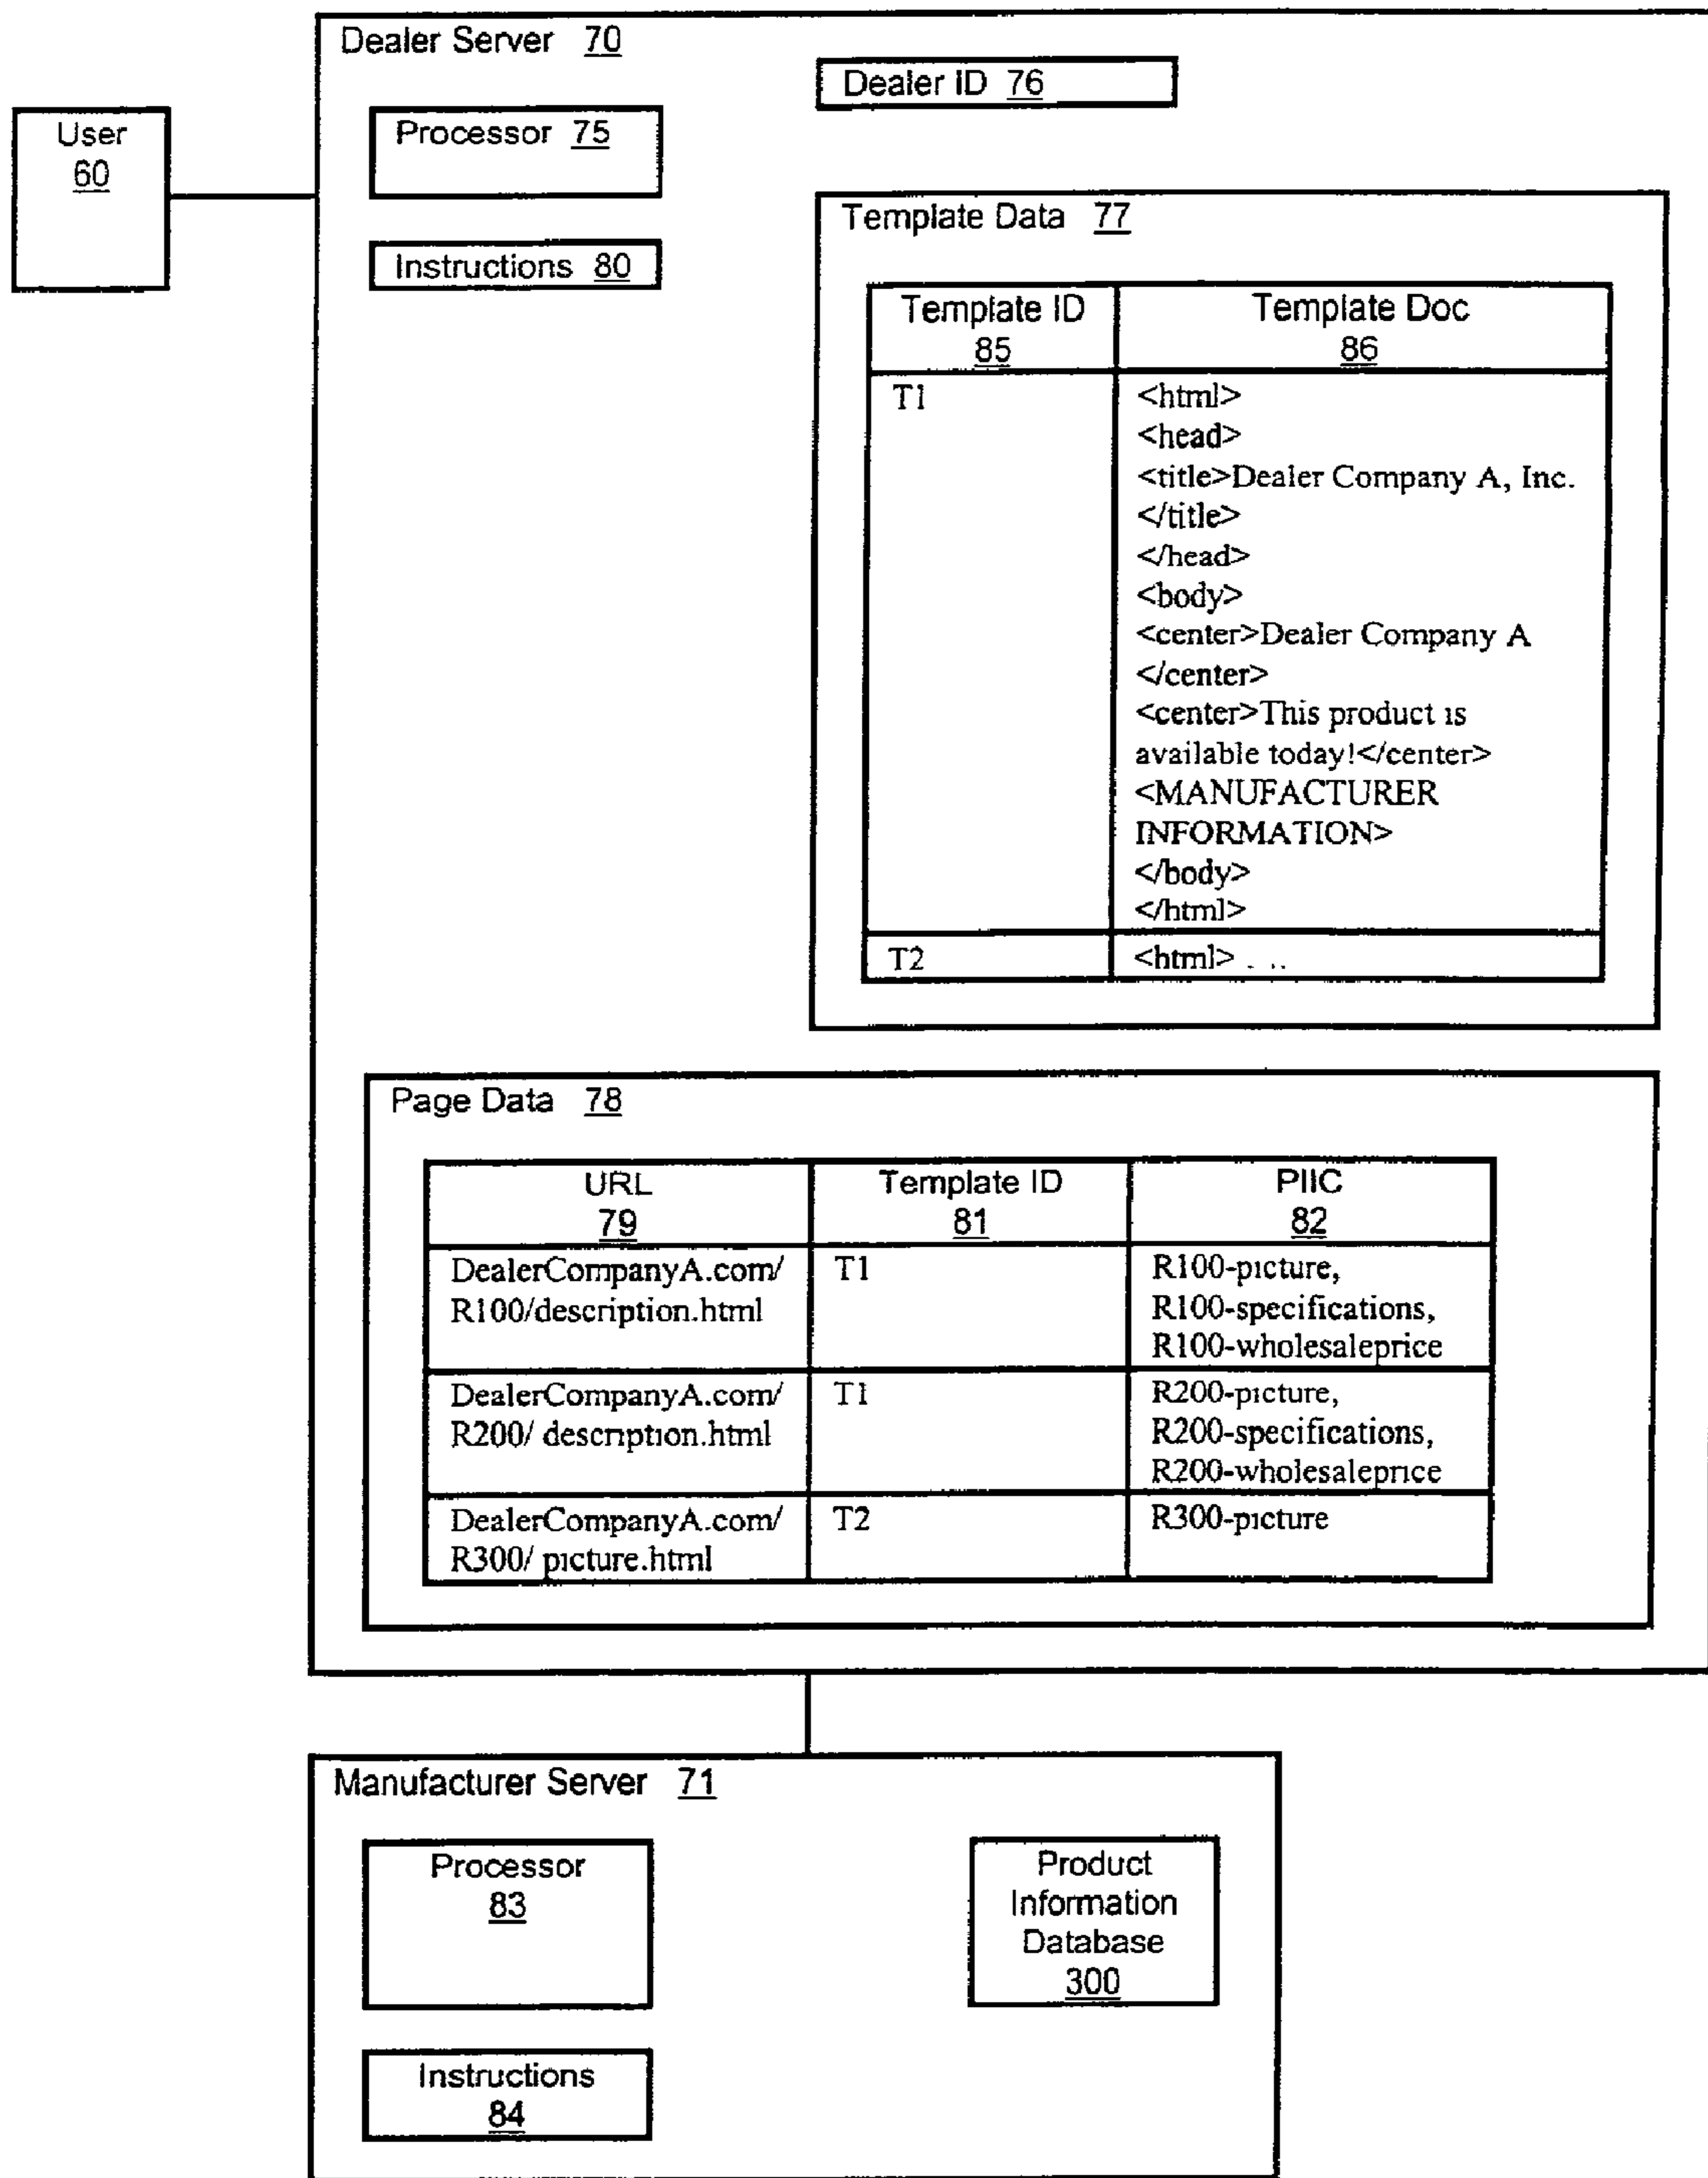 Dealer Server 70
Dealer ID 76
User
60
Processor 75
Instructions 80
Template Data 77
Template ID
85
Template Doc
86
T1
<html>
<head>
<title>Dealer Company A, Inc.
</title>
</head>
<body>
<center>Dealer Company A
</center>
<center>This product is
available today!</center>
<MANUFACTURER
INFORMATION>
</body>
</html>
T2
<html> . ..
Page Data 78
URL
79
Template ID
81
PIIC
82
DealerCompanyA.com/
R100/description.html
T1
R100-picture,
R100-specifications,
R100-wholesaleprice
DealerCompanyA.com/
R200/ description.html
T1
R200-picture,
R200-specifications,
R200-wholesaleprice
DealerCompanyA.com/
R300/ picture.html
T2
R300-picture
Manufacturer Server 71
Processor
83
Product
Information
Database
300
Instructions
84